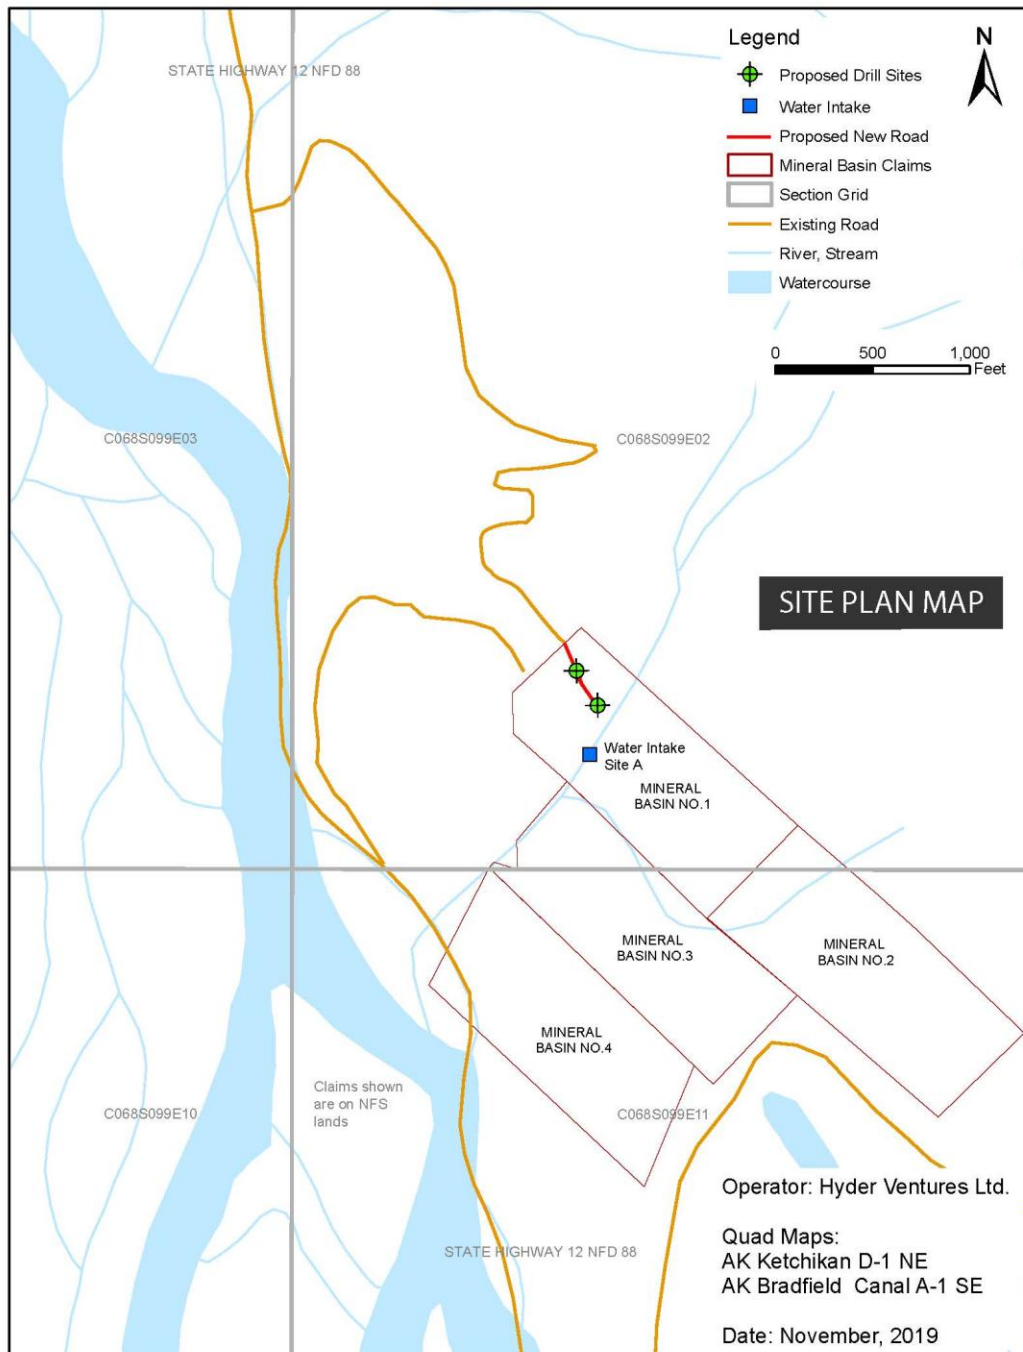 Legend
N
Proposed Drill Sites
Water Intake
Proposed New Road
Mineral Basin Claims
Section Grid
Existing Road
River, Stream
Watercourse
0 500 1,000
Feet
STATE HIGHWAY 12 NFD 88
C068S099E03
C068S099E02
SITE PLAN MAP
Water Intake
Site A
MINERAL
BASIN NO.1
MINERAL
BASIN NO.3
MINERAL
BASIN NO.2
MINERAL
BASIN NO.4
Claims shown
are on NFS
lands
C068S099E10
C068S099E11
STATE HIGHWAY 12 NFD 88
Operator: Hyder Ventures Ltd.
Quad Maps:
AK Ketchikan D-1 NE
AK Bradfield Canal A-1 SE
Date: November, 2019